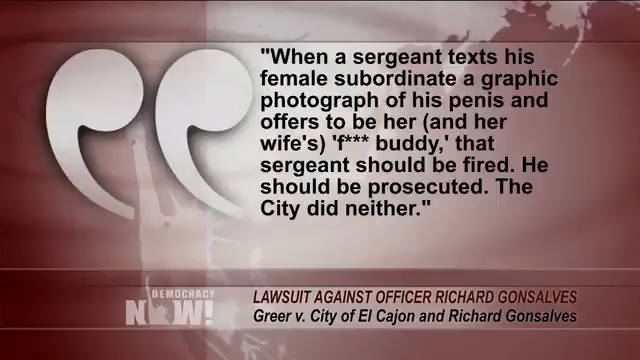 "When a sergeant texts his
female subordinate a graphic
photograph of his penis and
offers to be her (and her
wife's) 'f*** buddy,' that
sergeant should be fired. He
should be prosecuted. The
City did neither."
DEMOCRACY
NOW!
LAWSUIT AGAINST OFFICER RICHARD GONSALVES
Greer v. City of El Cajon and Richard Gonsalves